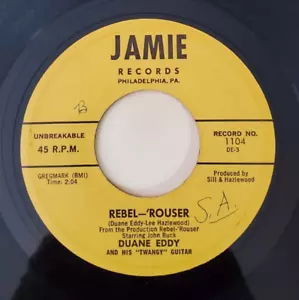 JAMIE
RECORDS
PHILADELPHIA, PA.
B
UNBREAKABLE
45 R.P.M.
RECORD NO.
1104
DE-3
GREGMARK (BMI)
Time: 2:04
Produced by
Sill & Hazlewood
REBEL—'ROUSER
(Duane Eddy-Lee Hazlewood)
From the Production Rebel-'Rouser
Starring John Buck
S.A.
DUANE EDDY
AND HIS "TWANGY" GUITAR